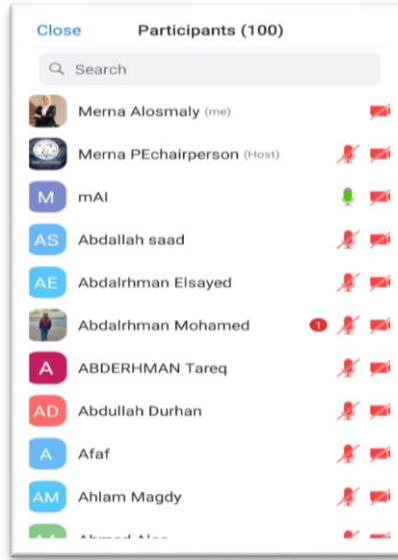 Close Participants (100)
Search
Merna Alosmaly (me)
Merna PEchairperson (Host)
M mAI
AS Abdallah saad
AE Abdalrhman Elsayed
Abdalrhman Mohamed 1
A ABDERHMAN Tareq
AD Abdullah Durhan
A Afaf
AM Ahlam Magdy